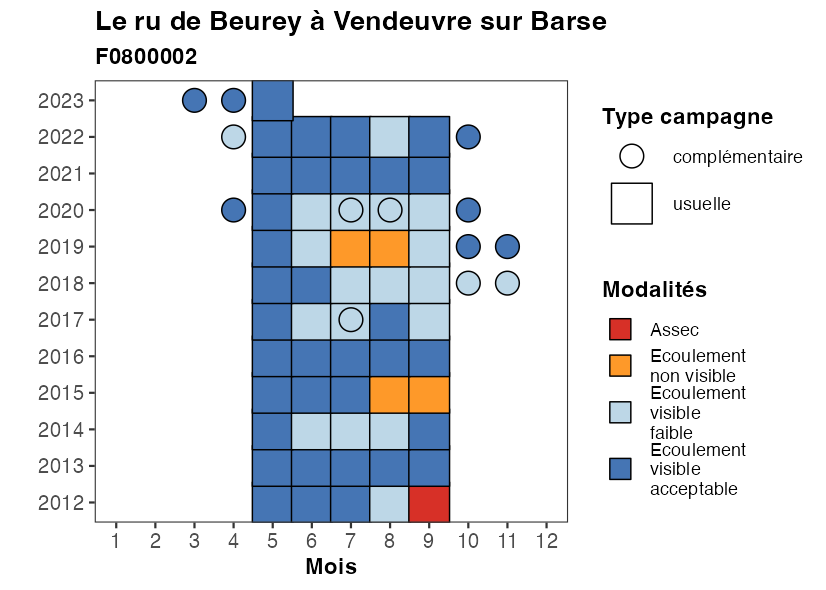 Le ru de Beurey à Vendeuvre sur Barse
F0800002
2023
2022
2021
2020
2019
2018
2017
2016
2015
2014
2013
2012
1 2 3 4 5 6 7 8 9 10 11 12
Mois
Type campagne
complémentaire
usuelle
Modalités
Assec
Ecoulement
non visible
Ecoulement
visible
faible
Ecoulement
visible
acceptable